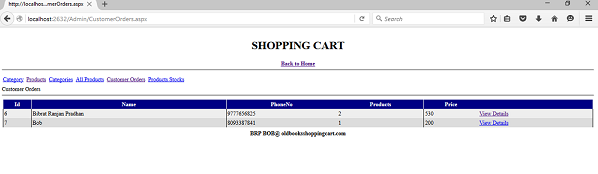 http://localhos...merOrders.aspx
localhost:2632/Admin/CustomerOrders.aspx
Search
SHOPPING CART
Back to Home
Category Products Categories All Products Customer Orders Products Stocks
Customer Orders
Id Name PhoneNo Products Price
6 Bibrat Ranjan Pradhan 9777656825 2 530 View Details
7 Bob 8093387841 1 200 View Details
BRP BOB@ oldbooksshoppingcart.com